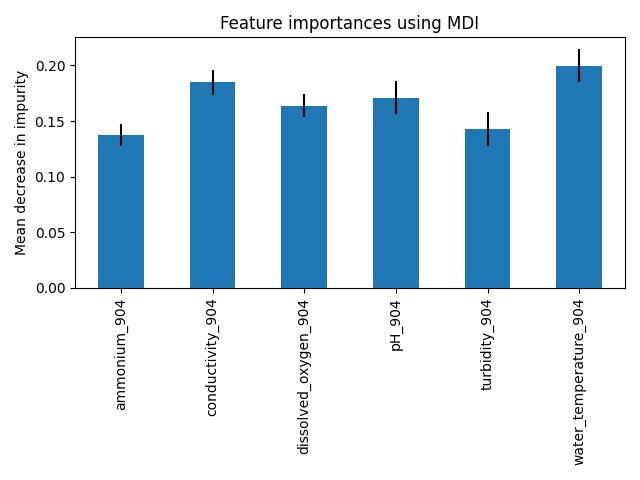 Feature importances using MDI
Mean decrease in impurity
0.20
0.15
0.10
0.05
0.00
ammonium_904
conductivity_904
dissolved_oxygen_904
pH_904
turbidity_904
water_temperature_904